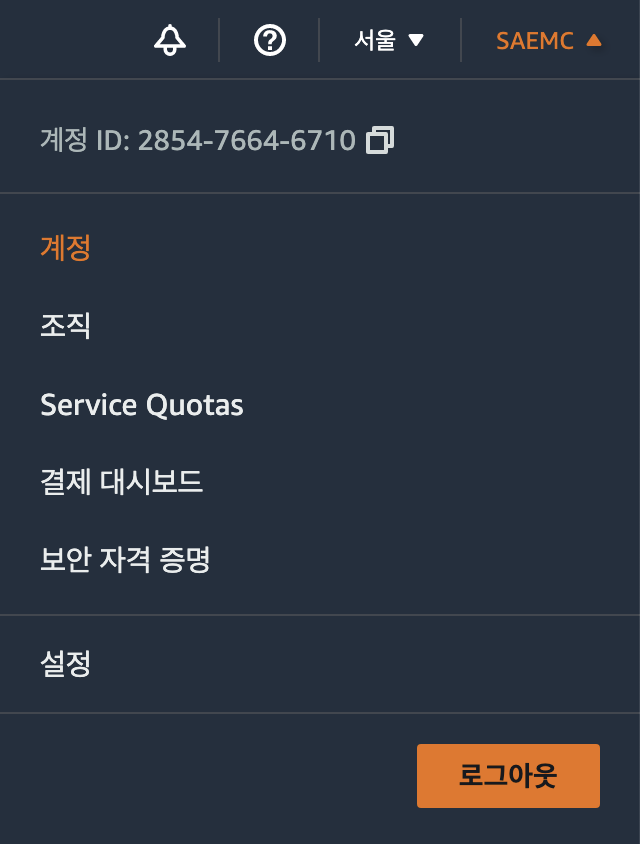 서울 ▼ SAEMC ▲
계정 ID: 2854-7664-6710
계정
조직
Service Quotas
결제 대시보드
보안 자격 증명
설정
로그아웃